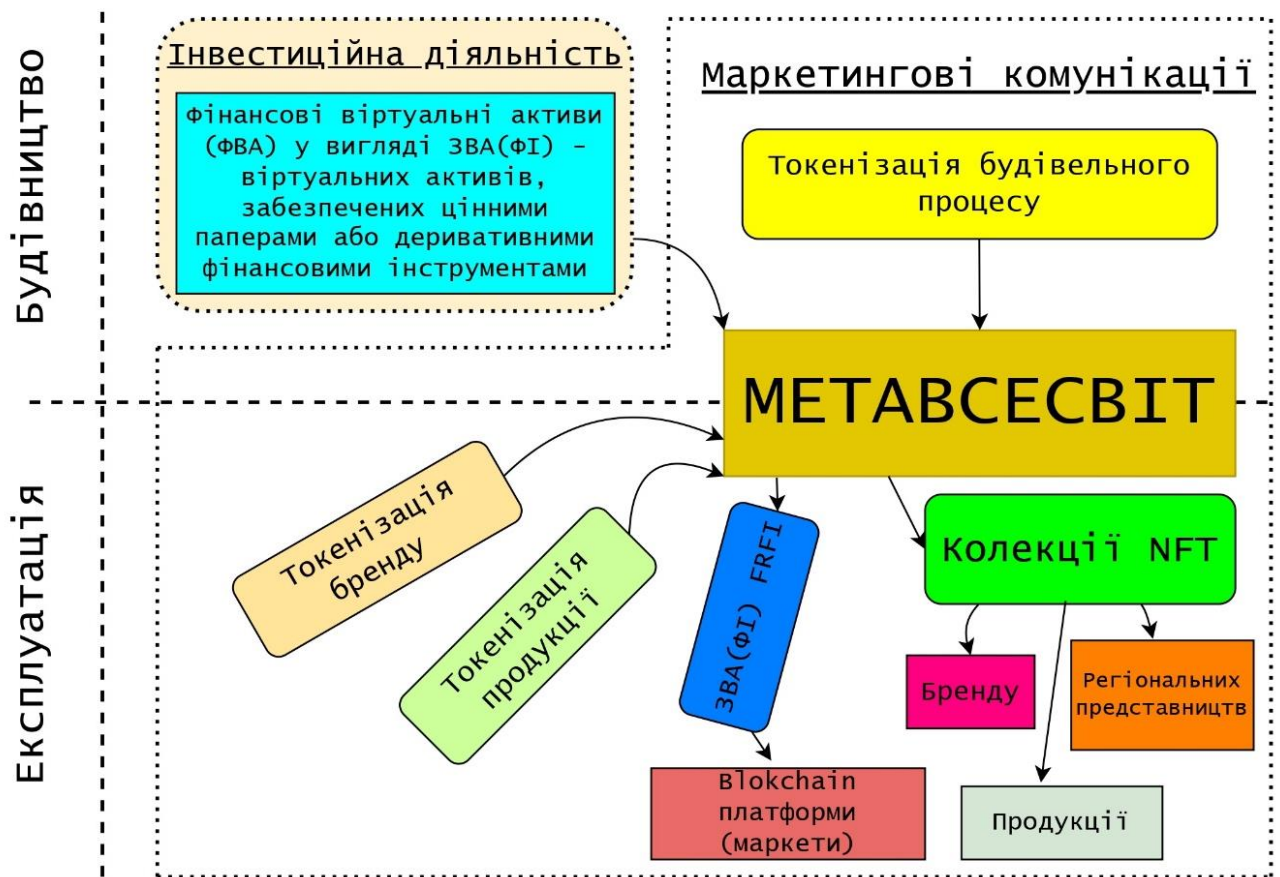 Будівництво
Інвестиційна діяльність
Фінансові віртуальні активи
(ФВА) у вигляді ЗВА(ФІ) -
віртуальних активів,
забезпечених цінними
паперами або деривативними
фінансовими інструментами
Маркетингові комунікації
Токенізація будівельного
процесу
МЕТАВСЕСВІТ
Експлуатація
Токенізація
бренду
Токенізація
продукції
ЗВА(ФІ) FRFI
Колекції NFT
Бренду
Регіональних
представництв
Blokchain
платформи
(маркети)
Продукції